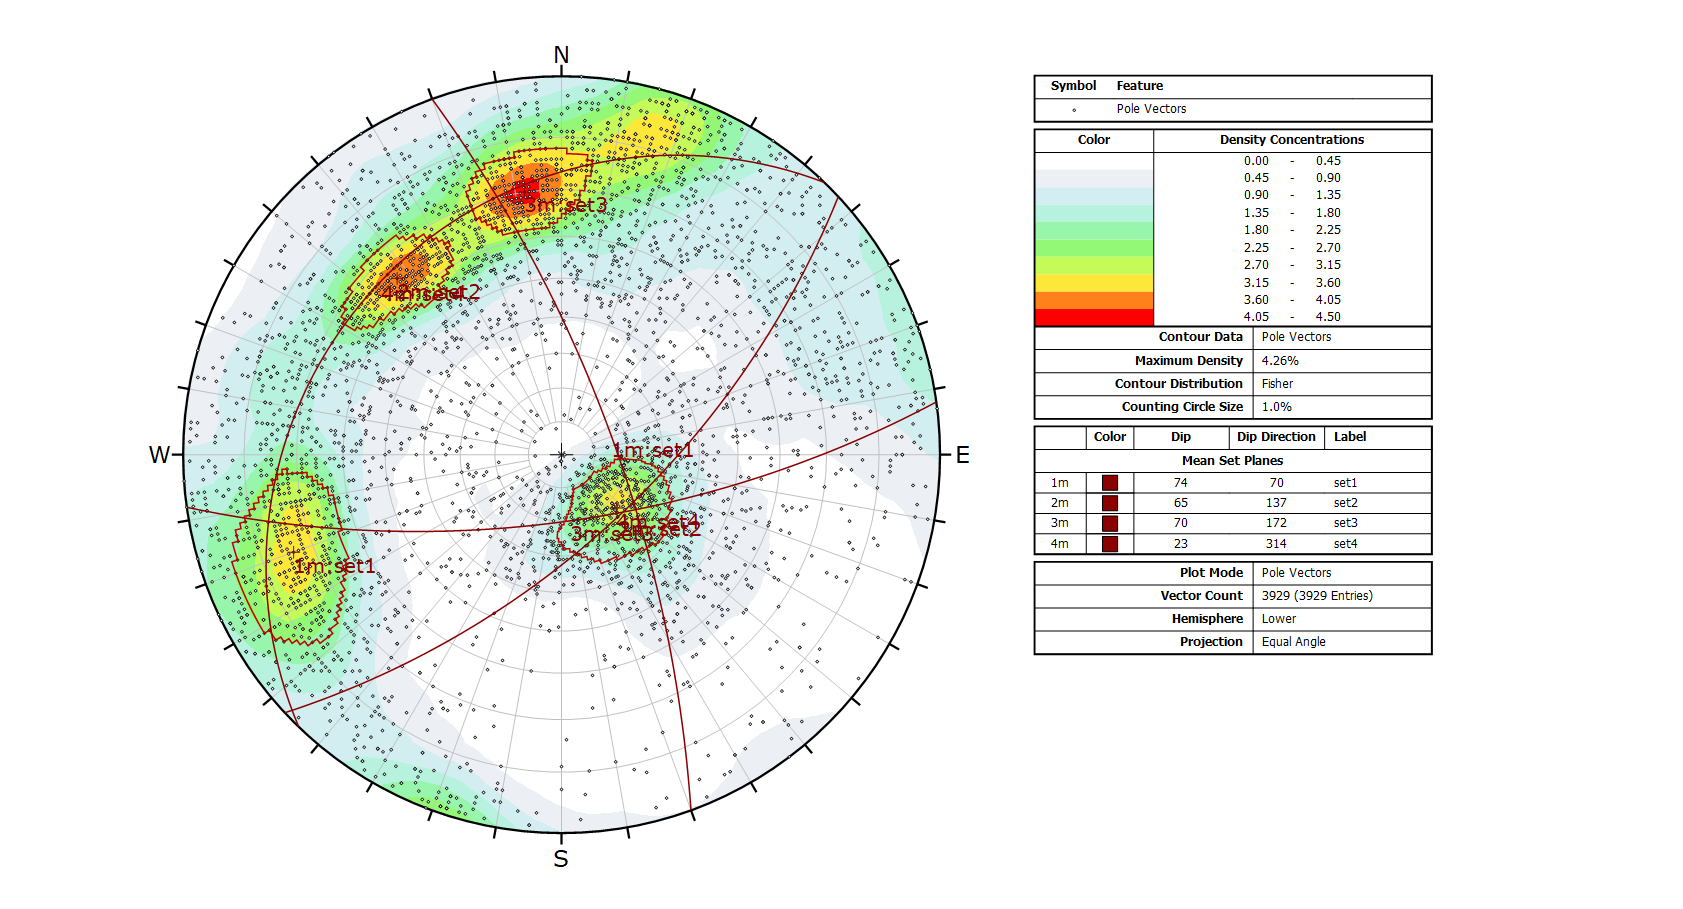 N
W
E
S
3m:set3
2m:set2
4m:set4
1m:set1
4m:set4
2m:set2
3m:set3
1m:set1
Symbol Feature
Pole Vectors
Color Density Concentrations
0.00 - 0.45
0.45 - 0.90
0.90 - 1.35
1.35 - 1.80
1.80 - 2.25
2.25 - 2.70
2.70 - 3.15
3.15 - 3.60
3.60 - 4.05
4.05 - 4.50
Contour Data Pole Vectors
Maximum Density 4.26%
Contour Distribution Fisher
Counting Circle Size 1.0%
Color Dip Dip Direction Label
Mean Set Planes
1m 74 70 set1
2m 65 137 set2
3m 70 172 set3
4m 23 314 set4
Plot Mode Pole Vectors
Vector Count 3929 (3929 Entries)
Hemisphere Lower
Projection Equal Angle